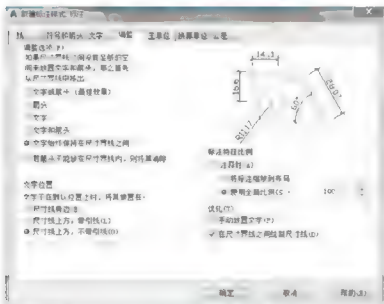 新建标注样式
线 符号和箭头 文字 调整 主单位 换算单位 公差
调整选项(F)
如果尺寸界线之间没有足够的空
间来放置文字和箭头，那么首先
从尺寸界线中移出
文字或箭头（最佳效果）
箭头
文字
文字和箭头
文字始终保持在尺寸界线之间
若箭头不能放在尺寸界线内，则将其消除
文字位置
文字不在默认位置上时，将其放置在：
尺寸线旁边(B)
尺寸线上方，带引线(L)
尺寸线上方，不带引线(O)
14.1
16.6
60°
标注特征比例
注释性(A)
将标注缩放到布局
使用全局比例(S)： 100
优化(T)
手动放置文字(P)
在尺寸界线之间绘制尺寸线(D)
确定 取消 帮助(H)